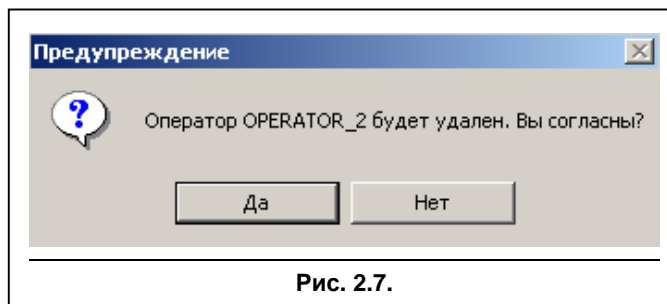 Предупреждение
Оператор OPERATOR_2 будет удален. Вы согласны?
Да
Нет
Рис. 2.7.